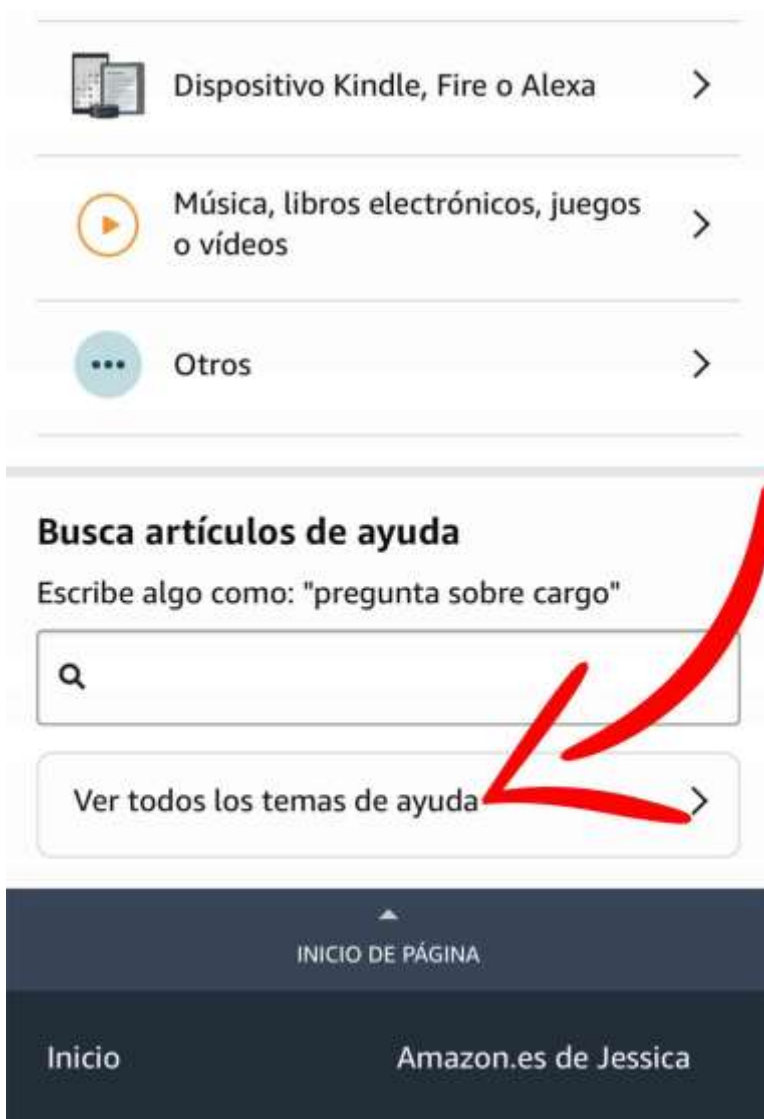 Dispositivo Kindle, Fire o Alexa
Música, libros electrónicos, juegos
o vídeos
Otros
Busca artículos de ayuda
Escribe algo como: "pregunta sobre cargo"
Ver todos los temas de ayuda
INICIO DE PÁGINA
Inicio
Amazon.es de Jessica